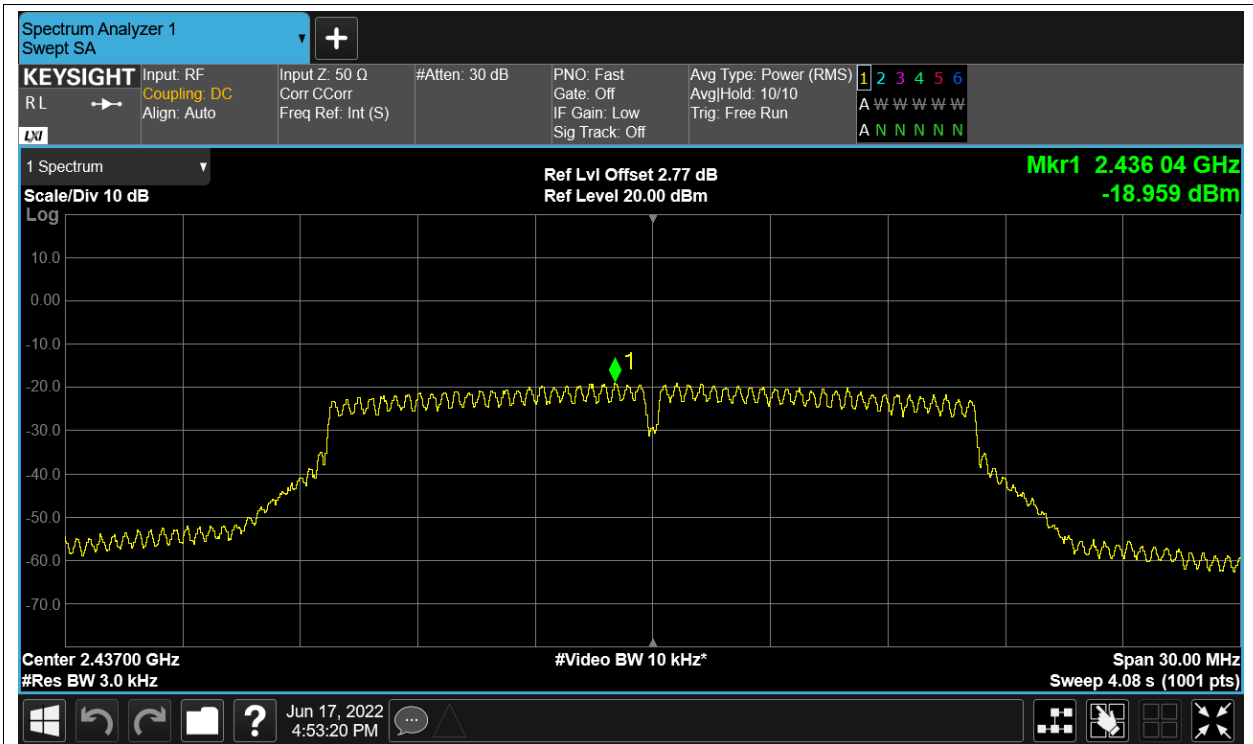 Spectrum Analyzer 1
Swept SA
+
KEYSIGHT
R L
LXI
Input: RF
Coupling: DC
Align: Auto
Input Z: 50 Ω
Corr CCorr
Freq Ref: Int (S)
#Atten: 30 dB
PNO: Fast
Gate: Off
IF Gain: Low
Sig Track: Off
Avg Type: Power (RMS)
Avg|Hold: 10/10
Trig: Free Run
1 2 3 4 5 6
A W W W W W
A N N N N N
1 Spectrum
Scale/Div 10 dB
Log
Ref Lvl Offset 2.77 dB
Ref Level 20.00 dBm
Mkr1 2.436 04 GHz
-18.959 dBm
10.0
0.00
-10.0
-20.0
-30.0
-40.0
-50.0
-60.0
-70.0
1
Center 2.43700 GHz
#Res BW 3.0 kHz
#Video BW 10 kHz*
Span 30.00 MHz
Sweep 4.08 s (1001 pts)
?
Jun 17, 2022
4:53:20 PM